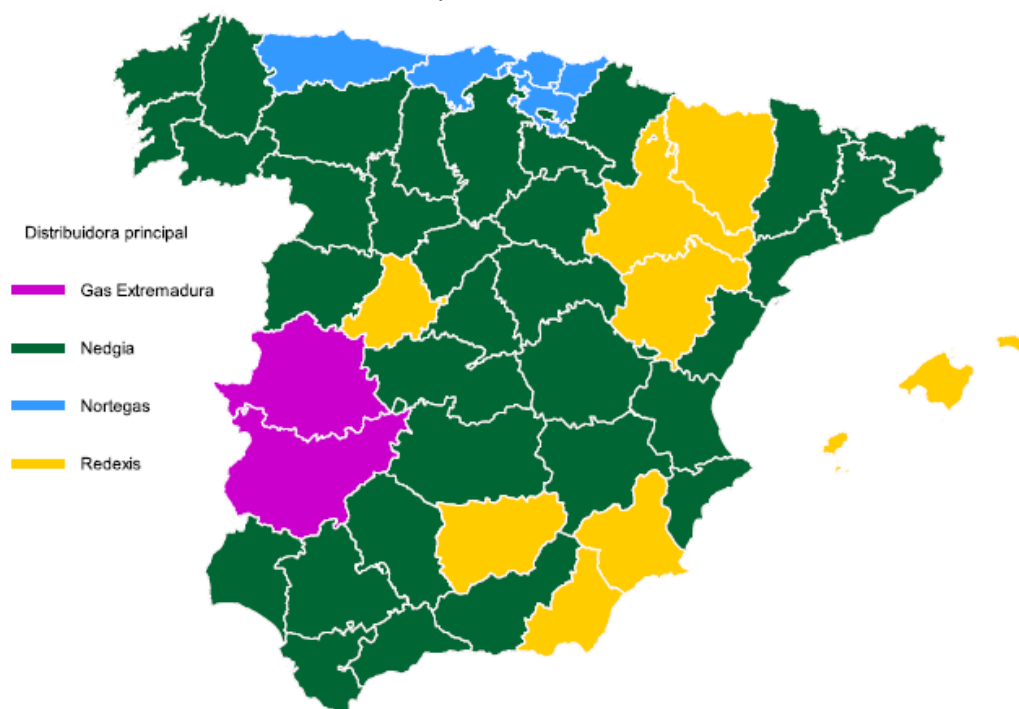 Distribuidora principal
Gas Extremadura
Nedgia
Nortegas
Redexis